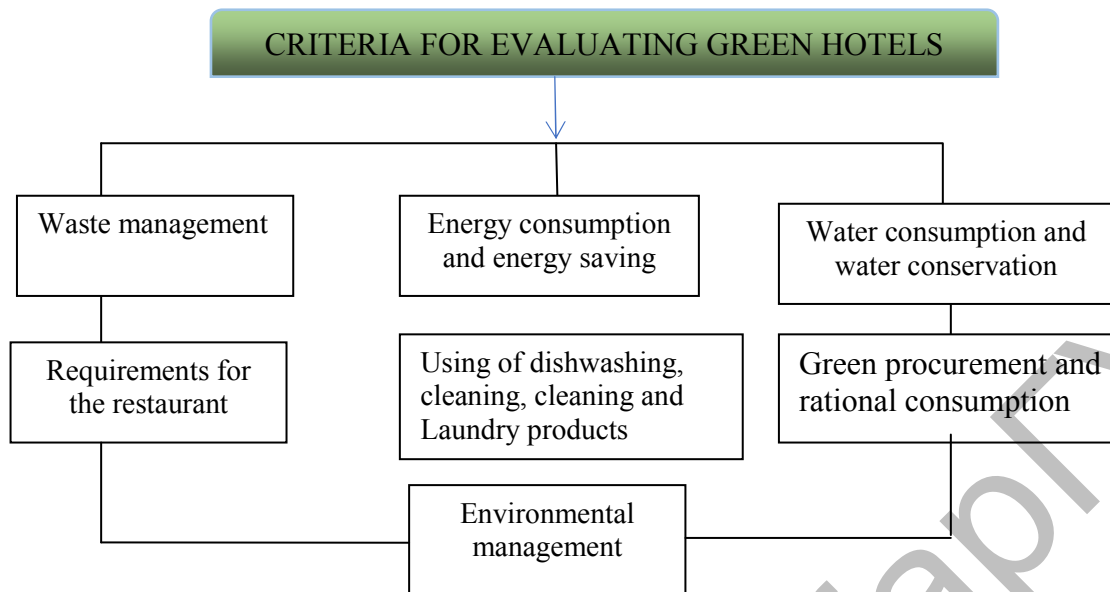 CRITERIA FOR EVALUATING GREEN HOTELS
Waste management
Energy consumption
and energy saving
Water consumption and
water conservation
Requirements for
the restaurant
Using of dishwashing,
cleaning, cleaning and
Laundry products
Green procurement and
rational consumption
Environmental
management